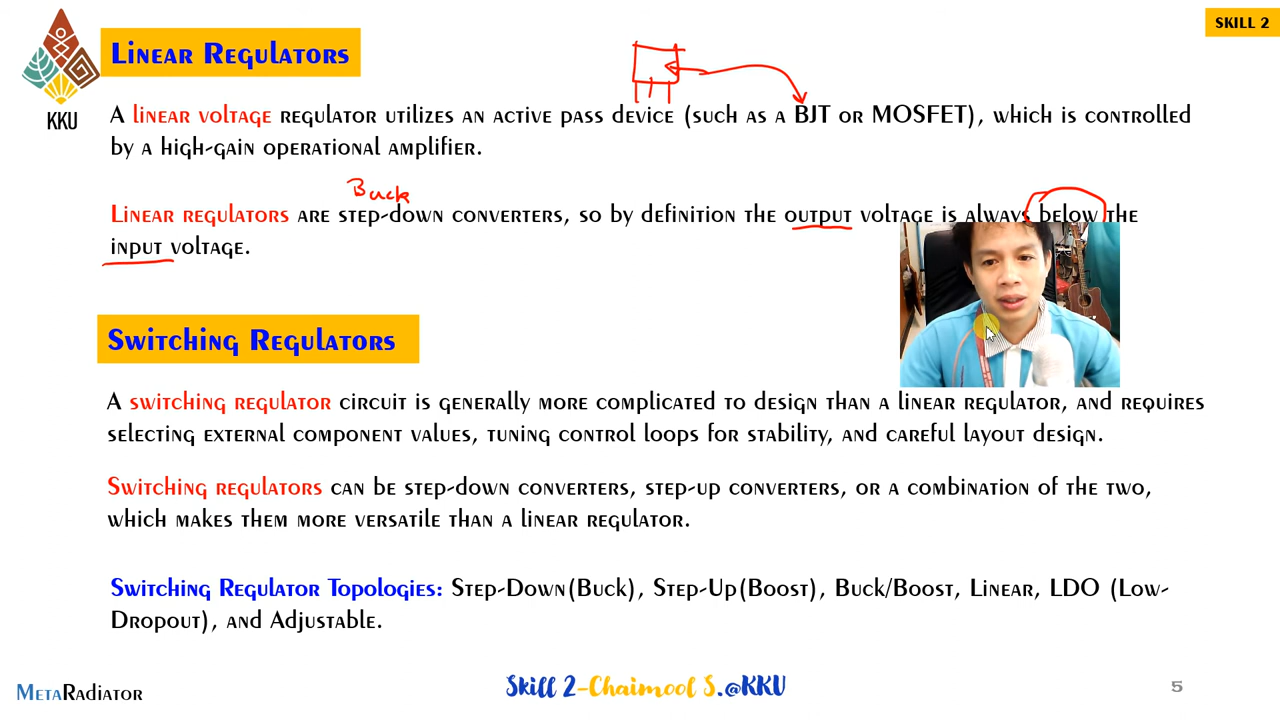 SKILL 2
KKU
Linear Regulators
A linear voltage regulator utilizes an active pass device (such as a BJT or MOSFET), which is controlled
by a high-gain operational amplifier.
Buck
Linear regulators are step-down converters, so by definition the output voltage is always below the
input voltage.
Switching Regulators
A switching regulator circuit is generally more complicated to design than a linear regulator, and requires
selecting external component values, tuning control loops for stability, and careful layout design.
Switching regulators can be step-down converters, step-up converters, or a combination of the two,
which makes them more versatile than a linear regulator.
Switching Regulator Topologies: Step-Down(Buck), Step-Up(Boost), Buck/Boost, Linear, LDO (Low-
Dropout), and Adjustable.
MetaRadiator
Skill 2-Chaimool S.@KKU
5